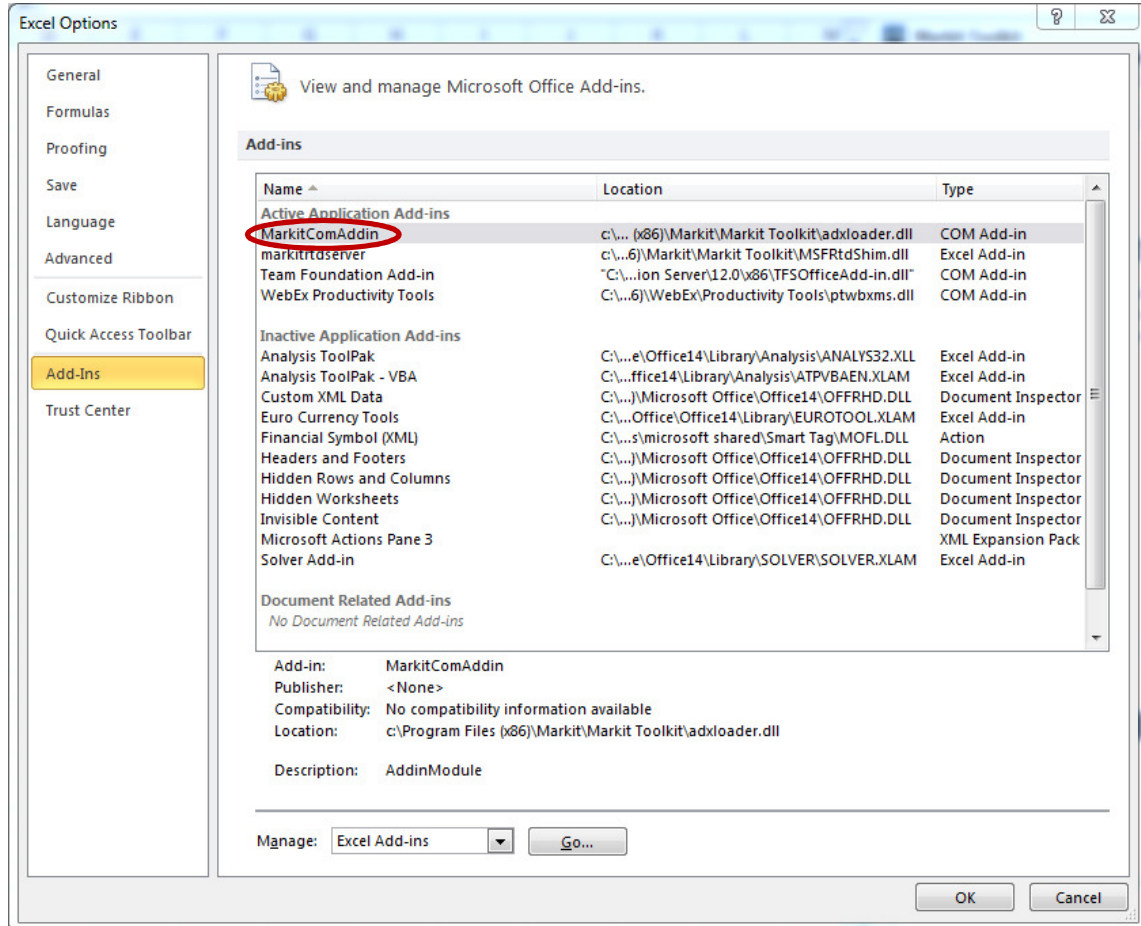 Excel Options
General
Formulas
Proofing
Save
Language
Advanced
Customize Ribbon
Quick Access Toolbar
Add-Ins
Trust Center
View and manage Microsoft Office Add-ins.
Add-ins
Name Location Type
Active Application Add-ins
MarkitComAddin c:\... (x86)\Markit\Markit Toolkit\adxloader.dll COM Add-in
markitrtdserver c:\...6)\Markit\Markit Toolkit\MSFRtdShim.dll Excel Add-in
Team Foundation Add-in "C:\...ion Server\12.0\x86\TFSOfficeAdd-in.dll" COM Add-in
WebEx Productivity Tools C:\...6)\WebEx\Productivity Tools\ptwbxms.dll COM Add-in
Inactive Application Add-ins
Analysis ToolPak C:\...e\Office14\Library\Analysis\ANALYS32.XLL Excel Add-in
Analysis ToolPak - VBA C:\...ffice14\Library\Analysis\ATPVBAEN.XLAM Excel Add-in
Custom XML Data C:\...)\Microsoft Office\Office14\OFFRHD.DLL Document Inspector
Euro Currency Tools C:\...Office\Office14\Library\EUROTOOL.XLAM Excel Add-in
Financial Symbol (XML) C:\...s\microsoft shared\Smart Tag\MOFL.DLL Action
Headers and Footers C:\...)\Microsoft Office\Office14\OFFRHD.DLL Document Inspector
Hidden Rows and Columns C:\...)\Microsoft Office\Office14\OFFRHD.DLL Document Inspector
Hidden Worksheets C:\...)\Microsoft Office\Office14\OFFRHD.DLL Document Inspector
Invisible Content C:\...)\Microsoft Office\Office14\OFFRHD.DLL Document Inspector
Microsoft Actions Pane 3 XML Expansion Pack
Solver Add-in C:\...e\Office14\Library\SOLVER\SOLVER.XLAM Excel Add-in
Document Related Add-ins
No Document Related Add-ins
Add-in: MarkitComAddin
Publisher: <None>
Compatibility: No compatibility information available
Location: c:\Program Files (x86)\Markit\Markit Toolkit\adxloader.dll
Description: AddinModule
Manage: Excel Add-ins Go...
OK Cancel